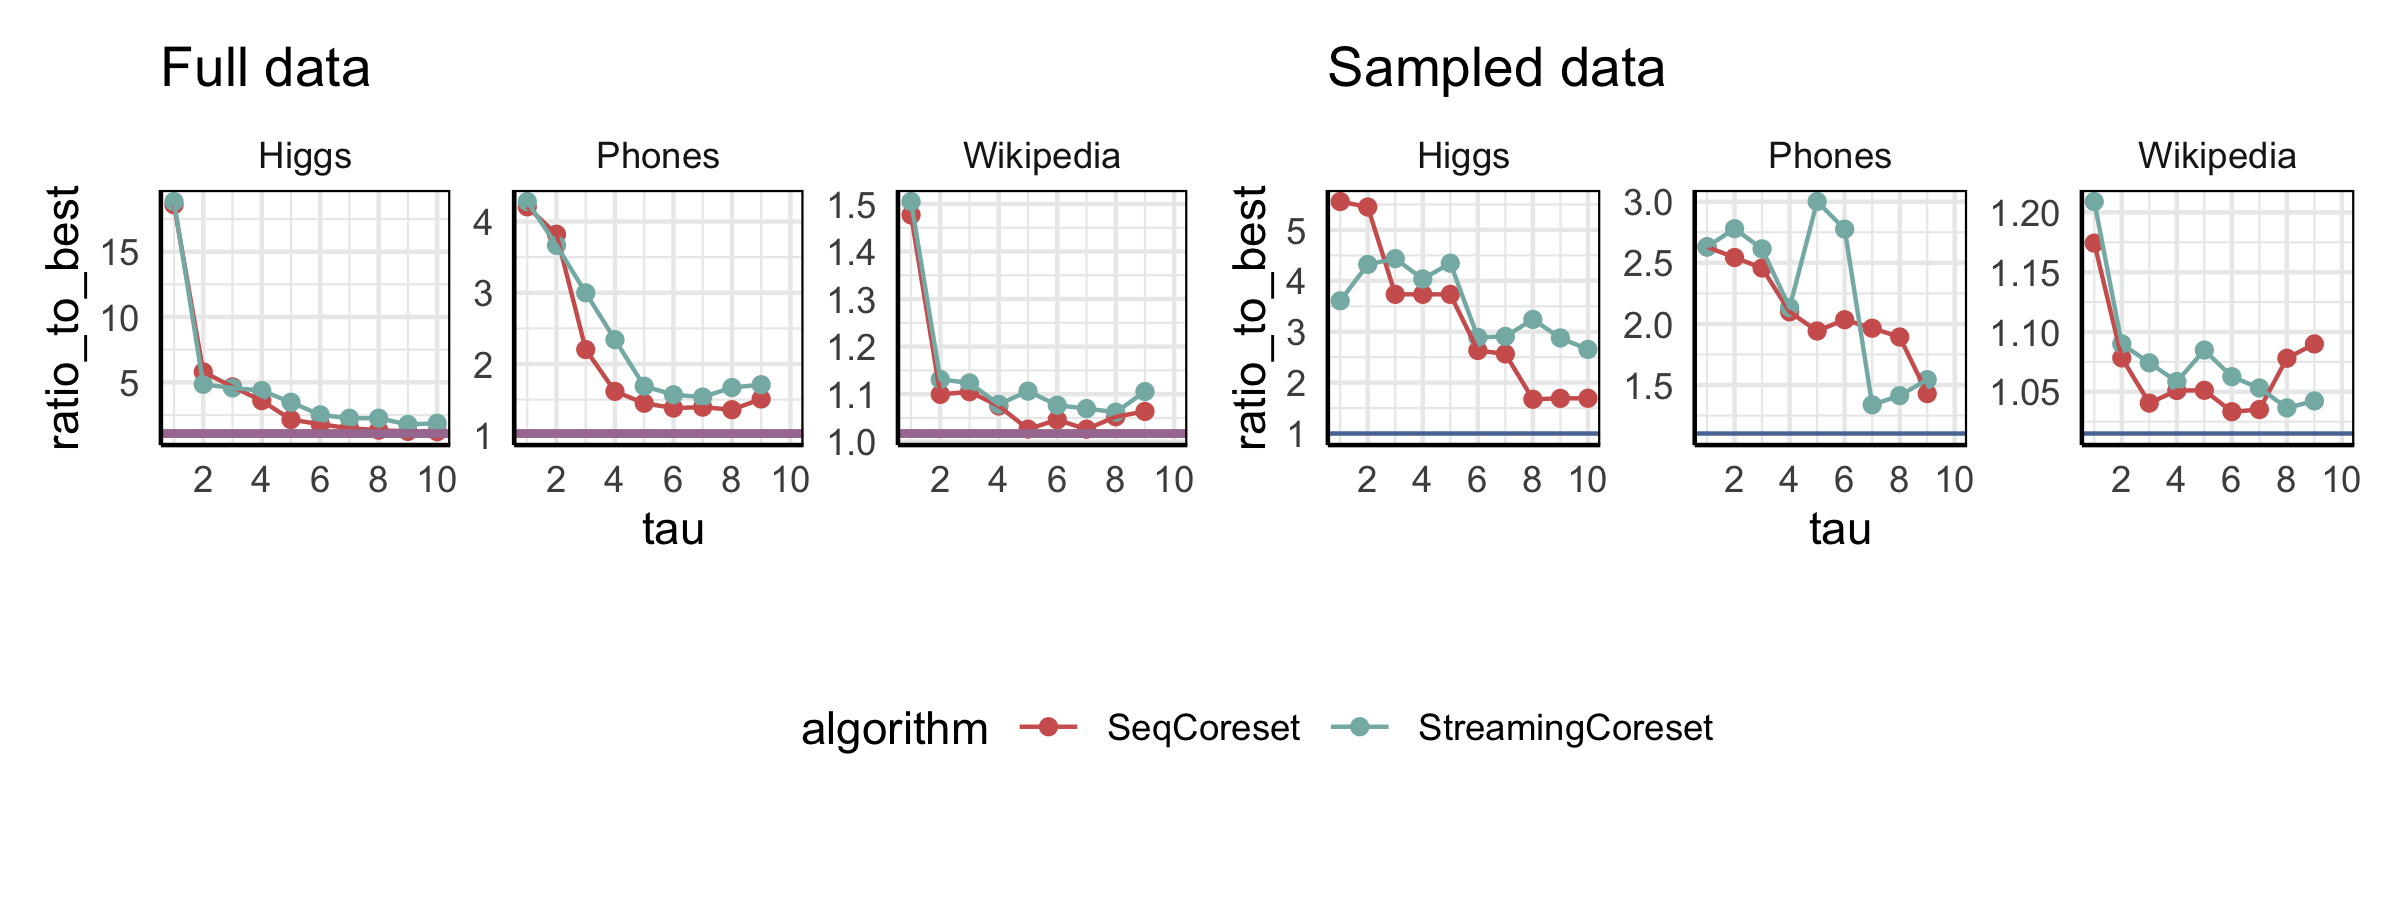 Full data
Sampled data
Higgs
Phones
Wikipedia
Higgs
Phones
Wikipedia
ratio_to_best
15
10
5
4
3
2
1
1.5
1.4
1.3
1.2
1.1
1.0
ratio_to_best
5
4
3
2
1
3.0
2.5
2.0
1.5
1.20
1.15
1.10
1.05
2 4 6 8 10
2 4 6 8 10
2 4 6 8 10
2 4 6 8 10
2 4 6 8 10
2 4 6 8 10
tau
tau
algorithm SeqCoreset StreamingCoreset